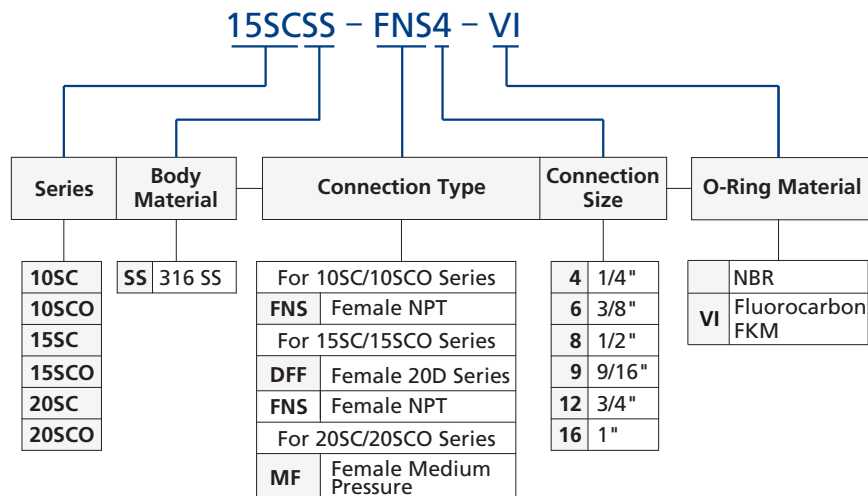 15SCSS – FNS4 – VI
Series
Body
Material
Connection Type
Connection
Size
O-Ring Material
10SC
10SCO
15SC
15SCO
20SC
20SCO
SS 316 SS
For 10SC/10SCO Series
FNS Female NPT
For 15SC/15SCO Series
DFF Female 20D Series
FNS Female NPT
For 20SC/20SCO Series
MF Female Medium
Pressure
4 1/4"
6 3/8"
8 1/2"
9 9/16"
12 3/4"
16 1"
NBR
VI Fluorocarbon
FKM